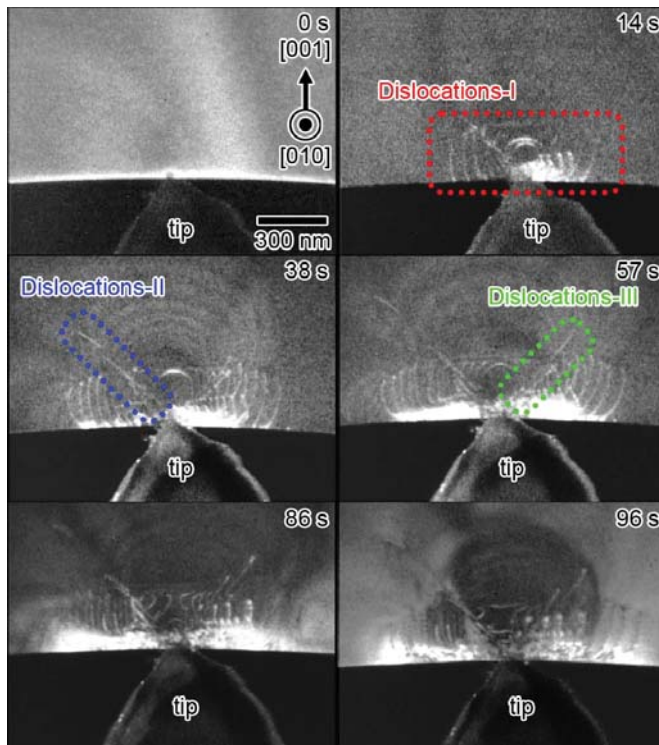 0 s
[001]
[010]
tip
300 nm
14 s
Dislocations-I
tip
38 s
Dislocations-II
tip
57 s
Dislocations-III
tip
86 s
tip
96 s
tip